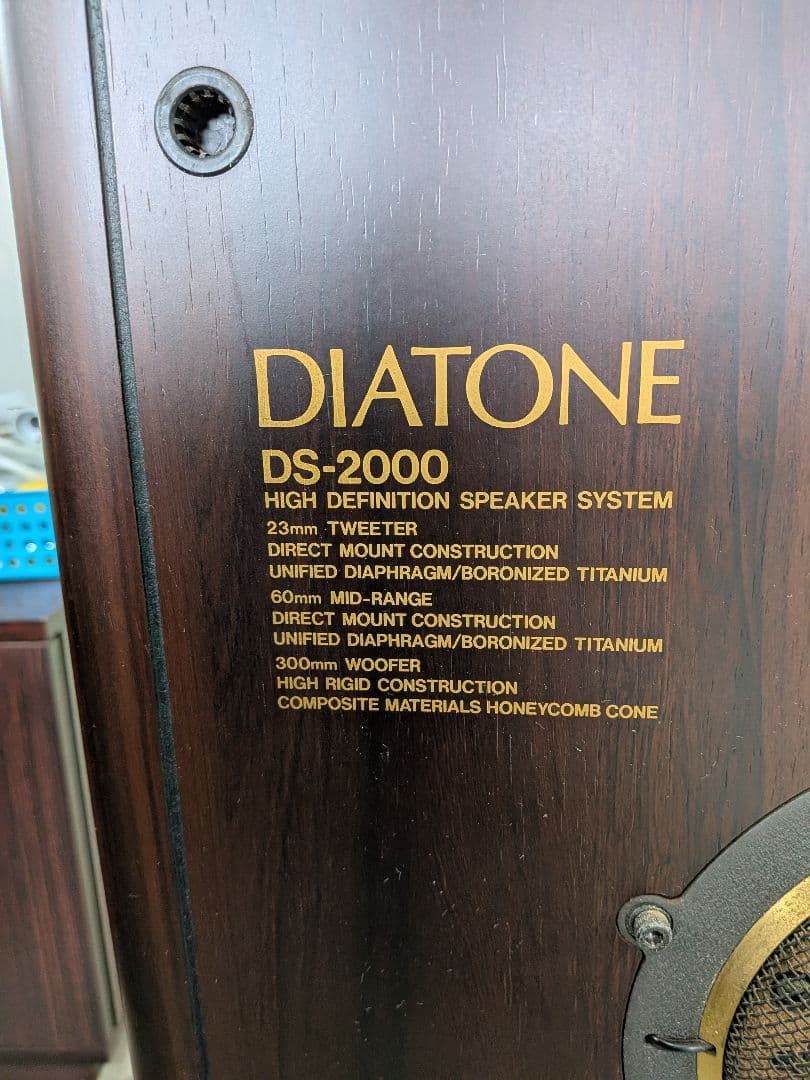 DIATONE
DS-2000
HIGH DEFINITION SPEAKER SYSTEM
23mm TWEETER
DIRECT MOUNT CONSTRUCTION
UNIFIED DIAPHRAGM/BORONIZED TITANIUM
60mm MID-RANGE
DIRECT MOUNT CONSTRUCTION
UNIFIED DIAPHRAGM/BORONIZED TITANIUM
300mm WOOFER
HIGH RIGID CONSTRUCTION
COMPOSITE MATERIALS HONEYCOMB CONE